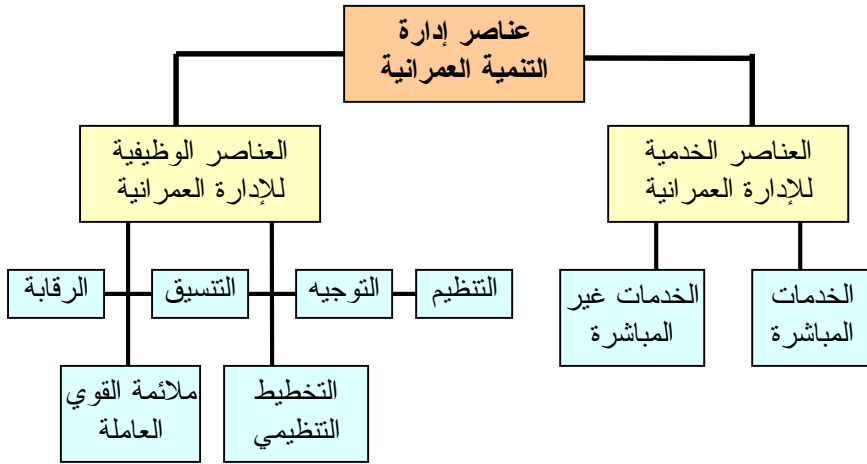 عناصر إدارة
التنمية العمرانية
العناصر الخدمية
للإدارة العمرانية
العناصر الوظيفية
للإدارة العمرانية
الخدمات
المباشرة
الخدمات غير
المباشرة
التنظيم
التوجيه
التنسيق
الرقابة
التخطيط
التنظيمي
ملائمة القوي
العاملة